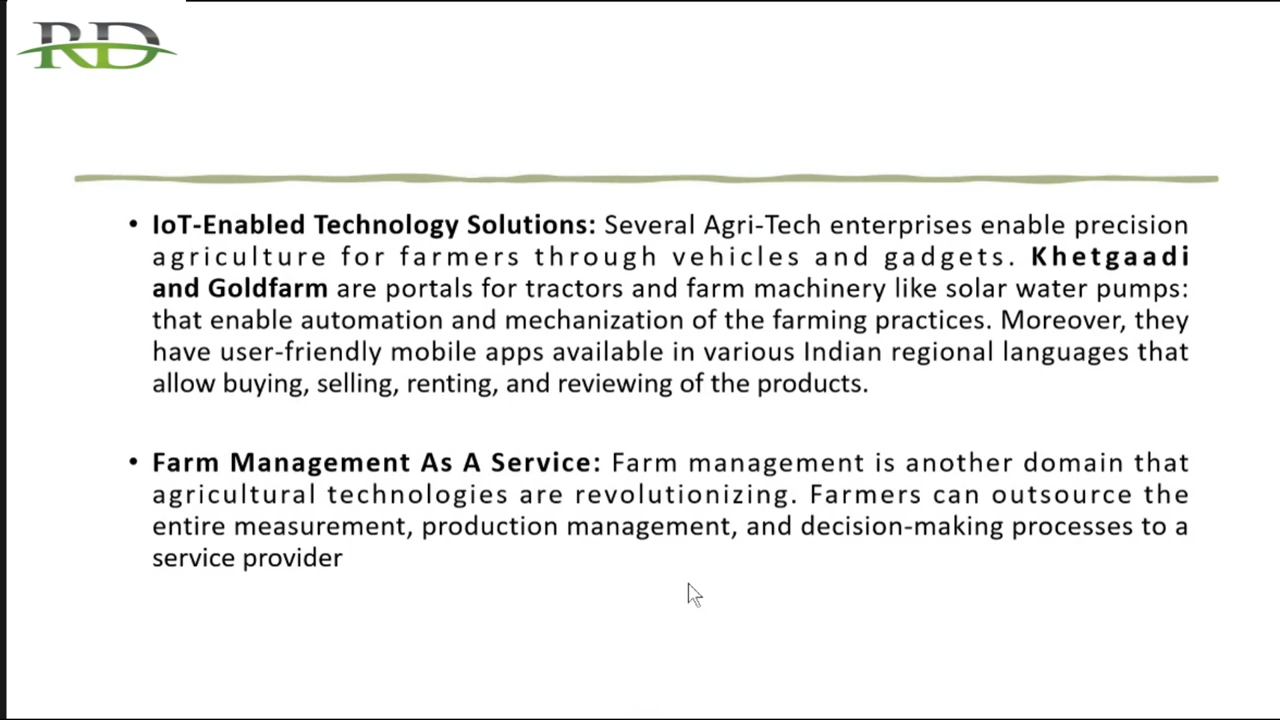 RD
• IoT-Enabled Technology Solutions: Several Agri-Tech enterprises enable precision
agriculture for farmers through vehicles and gadgets. Khetgaadi
and Goldfarm are portals for tractors and farm machinery like solar water pumps:
that enable automation and mechanization of the farming practices. Moreover, they
have user-friendly mobile apps available in various Indian regional languages that
allow buying, selling, renting, and reviewing of the products.
• Farm Management As A Service: Farm management is another domain that
agricultural technologies are revolutionizing. Farmers can outsource the
entire measurement, production management, and decision-making processes to a
service provider